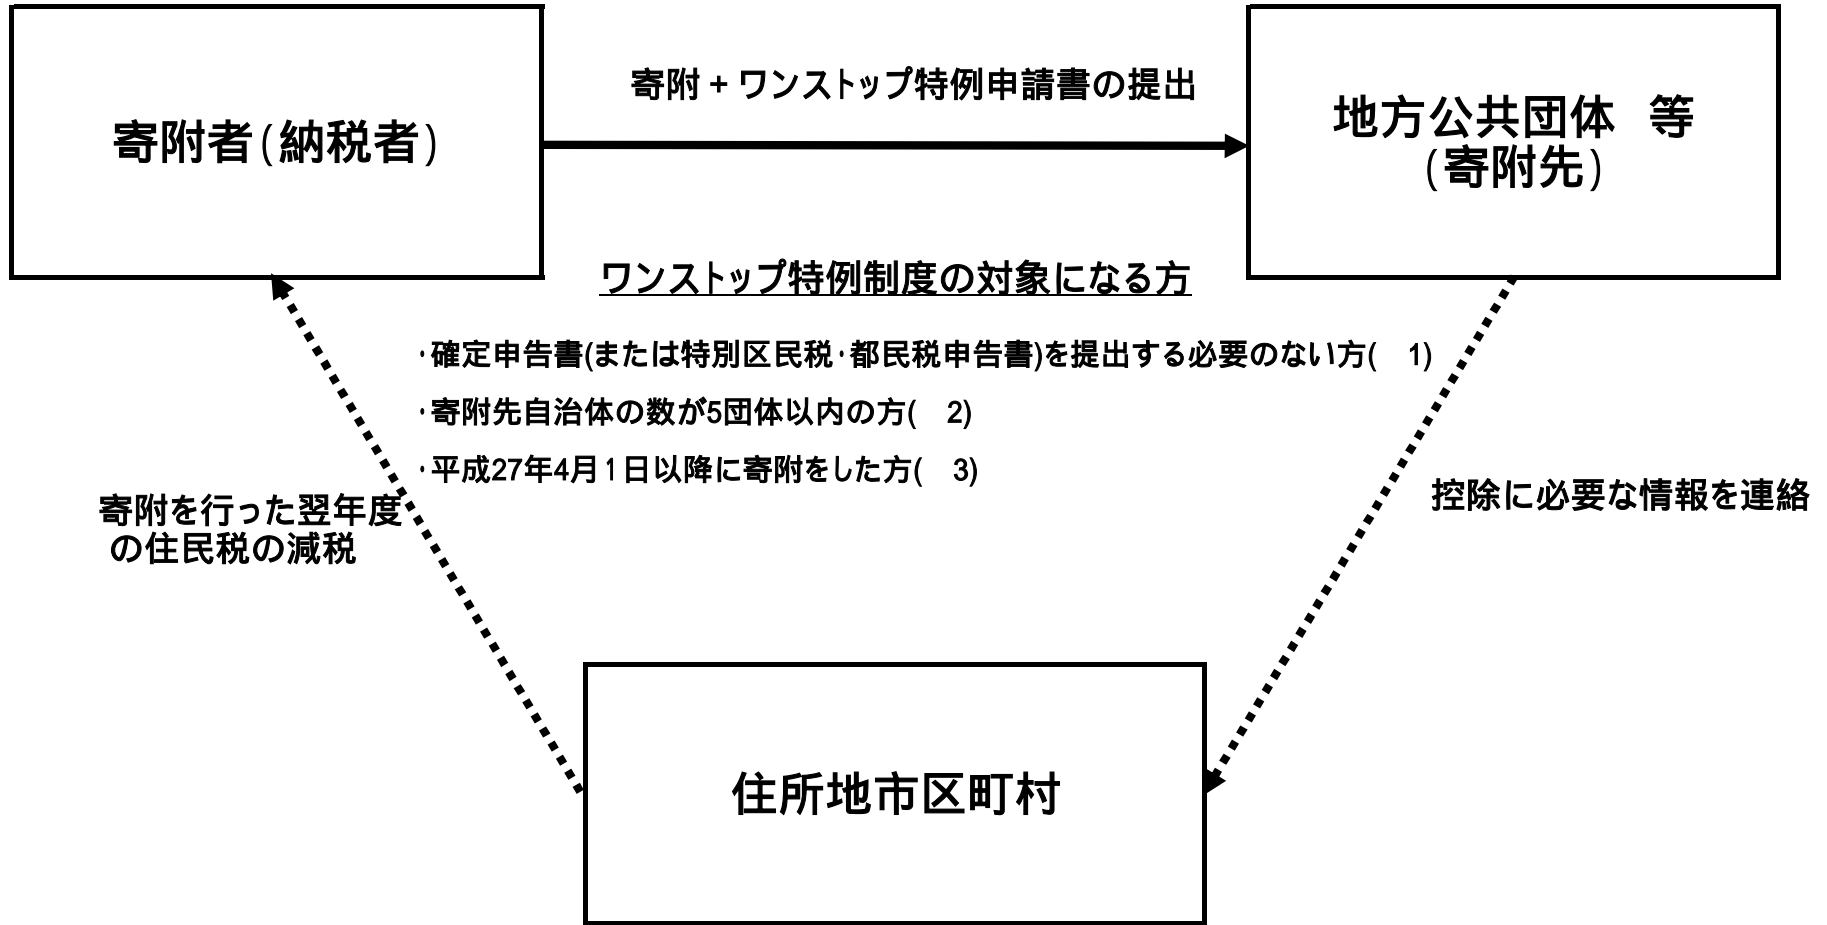 寄附者(納税者)
寄附+ワンストップ特例申請書の提出
地方公共団体　等
(寄附先)
ワンストップ特例制度の対象になる方
・確定申告書(または特別区民税・都民税申告書)を提出する必要のない方(　1)
・寄附先自治体の数が5団体以内の方(　2)
・平成27年4月1日以降に寄附をした方(　3)
寄附を行った翌年度
の住民税の減税
控除に必要な情報を連絡
住所地市区町村